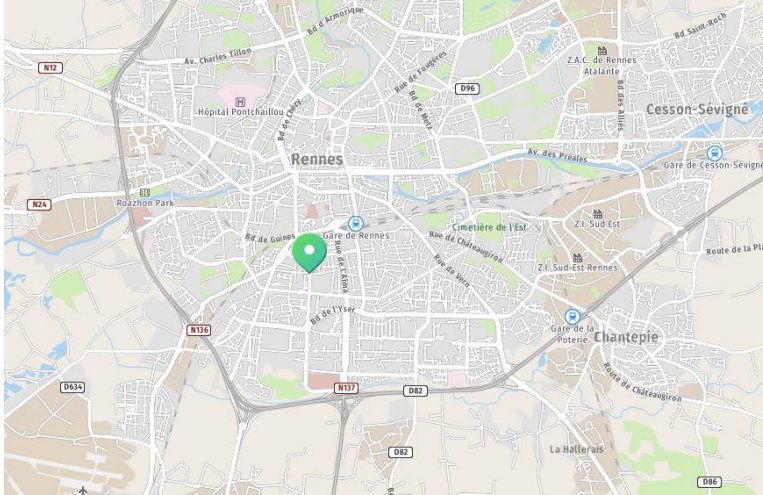 Bd d'Armorique
Bd Saint-Roch
Av. Charles Tillon
Z.A.C. de Rennes
Atalante
N12
Rue de Fougères
D96
Bd de Metz
Bd des Alliés
H
Hôpital Pontchaillou
Bd de Chézy
Cesson-Sévigné
Rennes
Av. des Préales
Gare de Cesson-Sévigné
Roazhon Park
N24
Gare de Rennes
Cimetière de l'Est
Z.I. Sud Est
Bd de Guines
Rue de l'Alma
Rue de Châteaugiron
Route de la Pla
Rue de Vern
Z.I. Sud Est Rennes
Bd de l'Yser
N136
Gare de la
Poterie
Chantepie
D634
N137
D82
Route de Châteaugiron
D82
La Hallerais
D86